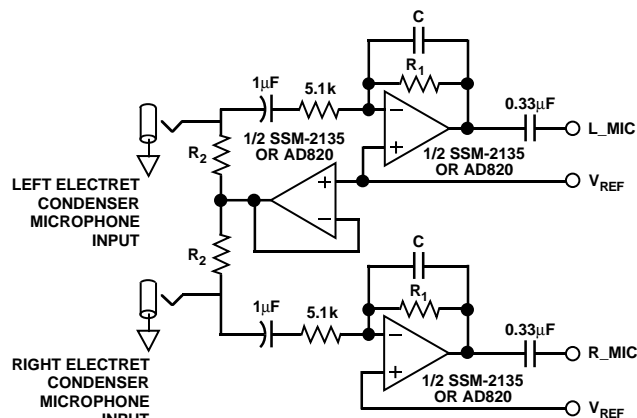 C
R1
1µF
5.1k
0.33µF
L_MIC
1/2 SSM-2135
OR AD820
1/2 SSM-2135
OR AD820
VREF
R2
LEFT ELECTRET
CONDENSER
MICROPHONE
INPUT
R2
C
R1
1µF
5.1k
0.33µF
R_MIC
1/2 SSM-2135
OR AD820
VREF
RIGHT ELECTRET
CONDENSER
MICROPHONE
INPUT